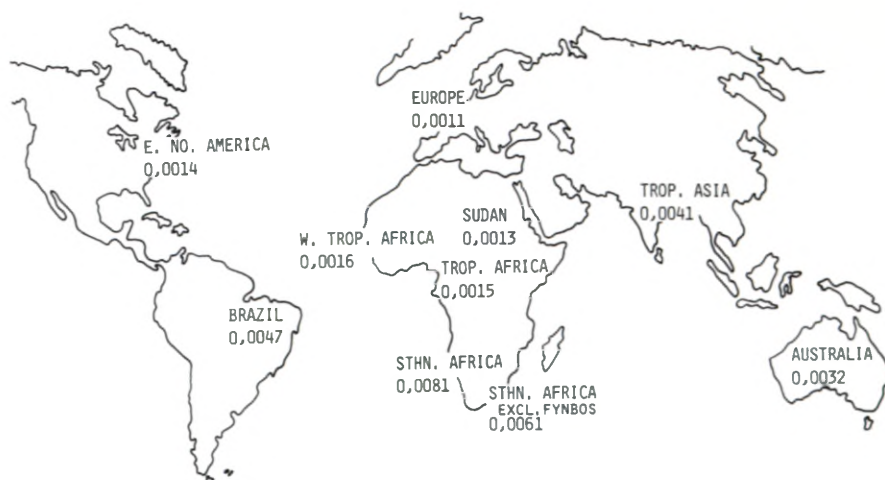 EUROPE
0,0011
E. NO. AMERICA
0,0014
TROP. ASIA
0,0041
SUDAN
0,0013
W. TROP. AFRICA
0,0016
TROP. AFRICA
0,0015
BRAZIL
0,0047
STHN. AFRICA
0,0081
AUSTRALIA
0,0032
STHN. AFRICA
EXCL. FYNBOS
0,0061